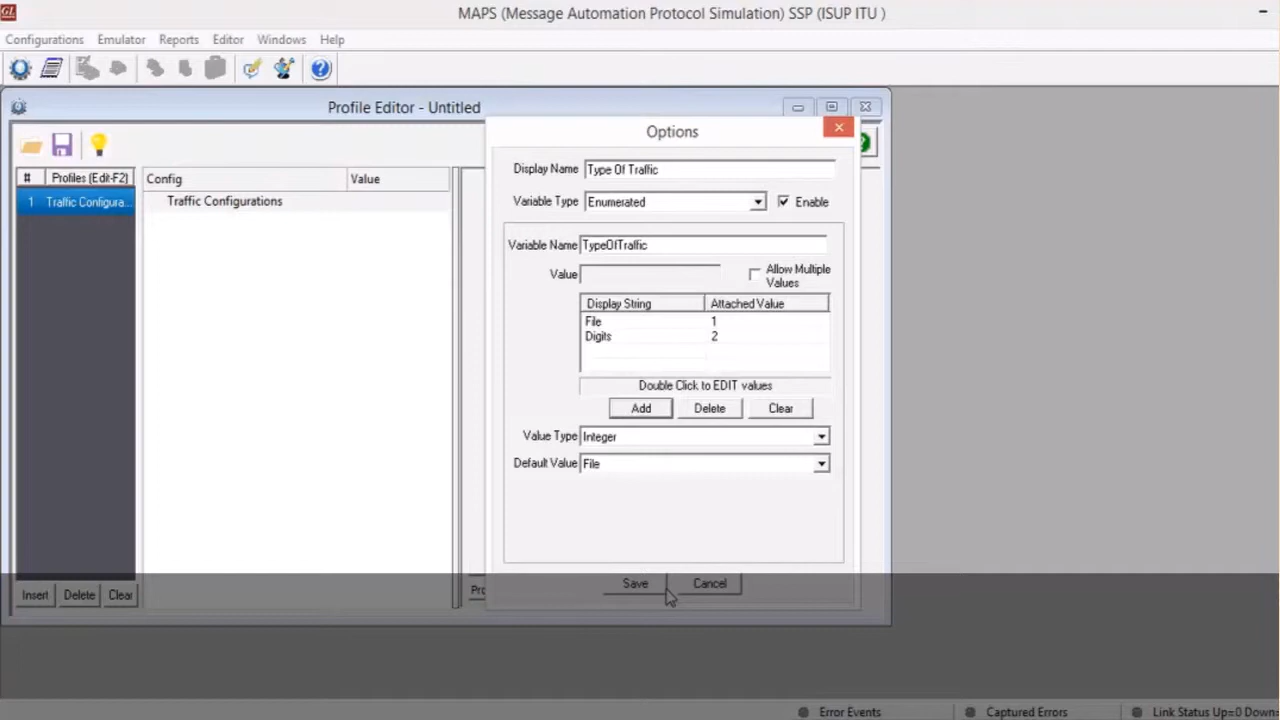 GL
MAPS (Message Automation Protocol Simulation) SSP (ISUP ITU )
Configurations Emulator Reports Editor Windows Help
Profile Editor - Untitled
Options
Display Name Type Of Traffic
# Profiles (Edit-F2) Config Value
1 Traffic Configura... Traffic Configurations
Variable Type Enumerated Enable
Variable Name TypeOfTraffic
Value Allow Multiple
Values
Display String Attached Value
File 1
Digits 2
Double Click to EDIT values
Add Delete Clear
Value Type Integer
Default Value File
Save Cancel
Insert Delete Clear Pro
Error Events Captured Errors Link Status Up=0 Down=